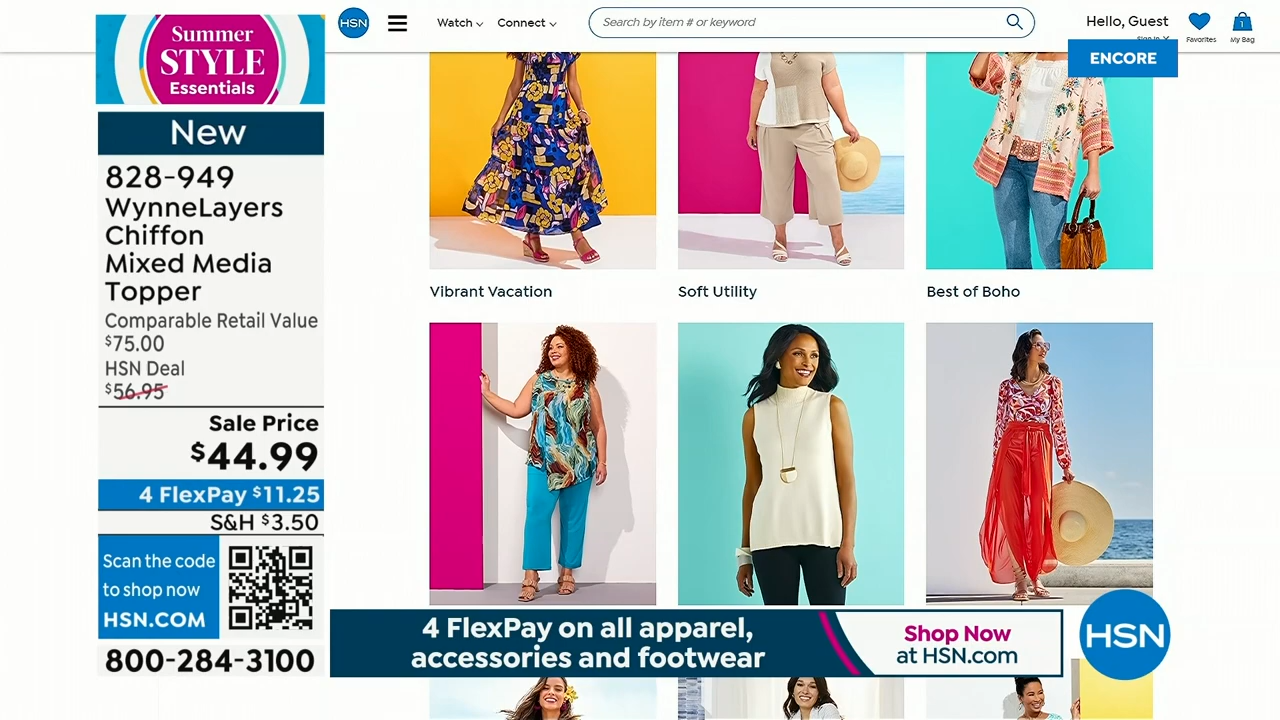 Summer
STYLE
Essentials
New
828-949
WynneLayers
Chiffon
Mixed Media
Topper
Comparable Retail Value
$75.00
HSN Deal
$56.95
Sale Price
$44.99
4 FlexPay $11.25
S&H $3.50
Scan the code
to shop now
HSN.COM
800-284-3100
HSN
Watch
Connect
Search by item # or keyword
Hello, Guest
Sign In
Favorites
1
My Bag
ENCORE
Vibrant Vacation
Soft Utility
Best of Boho
4 FlexPay on all apparel,
accessories and footwear
Shop Now
at HSN.com
HSN